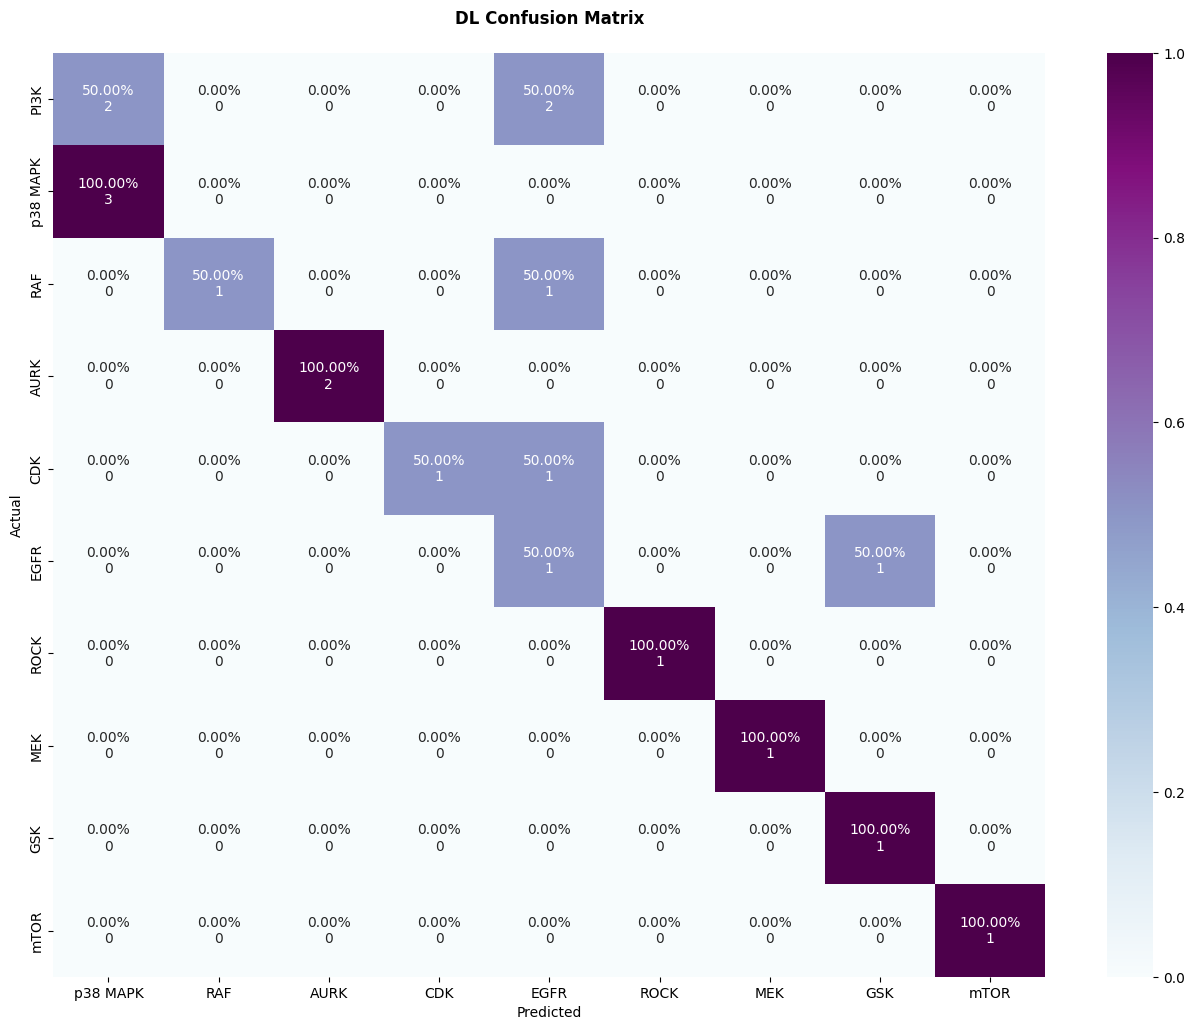 DL Confusion Matrix
PI3K
50.00% 0.00% 0.00% 0.00% 50.00% 0.00% 0.00% 0.00% 0.00%
2 0 0 0 2 0 0 0 0
p38 MAPK
100.00% 0.00% 0.00% 0.00% 0.00% 0.00% 0.00% 0.00% 0.00%
3 0 0 0 0 0 0 0 0
RAF
0.00% 50.00% 0.00% 0.00% 50.00% 0.00% 0.00% 0.00% 0.00%
0 1 0 0 1 0 0 0 0
AURK
0.00% 0.00% 100.00% 0.00% 0.00% 0.00% 0.00% 0.00% 0.00%
0 0 2 0 0 0 0 0 0
CDK
0.00% 0.00% 0.00% 50.00% 50.00% 0.00% 0.00% 0.00% 0.00%
0 0 0 1 1 0 0 0 0
Actual
EGFR
0.00% 0.00% 0.00% 0.00% 50.00% 0.00% 0.00% 50.00% 0.00%
0 0 0 0 1 0 0 1 0
ROCK
0.00% 0.00% 0.00% 0.00% 0.00% 100.00% 0.00% 0.00% 0.00%
0 0 0 0 0 1 0 0 0
MEK
0.00% 0.00% 0.00% 0.00% 0.00% 0.00% 100.00% 0.00% 0.00%
0 0 0 0 0 0 1 0 0
GSK
0.00% 0.00% 0.00% 0.00% 0.00% 0.00% 0.00% 100.00% 0.00%
0 0 0 0 0 0 0 1 0
mTOR
0.00% 0.00% 0.00% 0.00% 0.00% 0.00% 0.00% 0.00% 100.00%
0 0 0 0 0 0 0 0 1
p38 MAPK RAF AURK CDK EGFR ROCK MEK GSK mTOR
Predicted
1.0
0.8
0.6
0.4
0.2
0.0